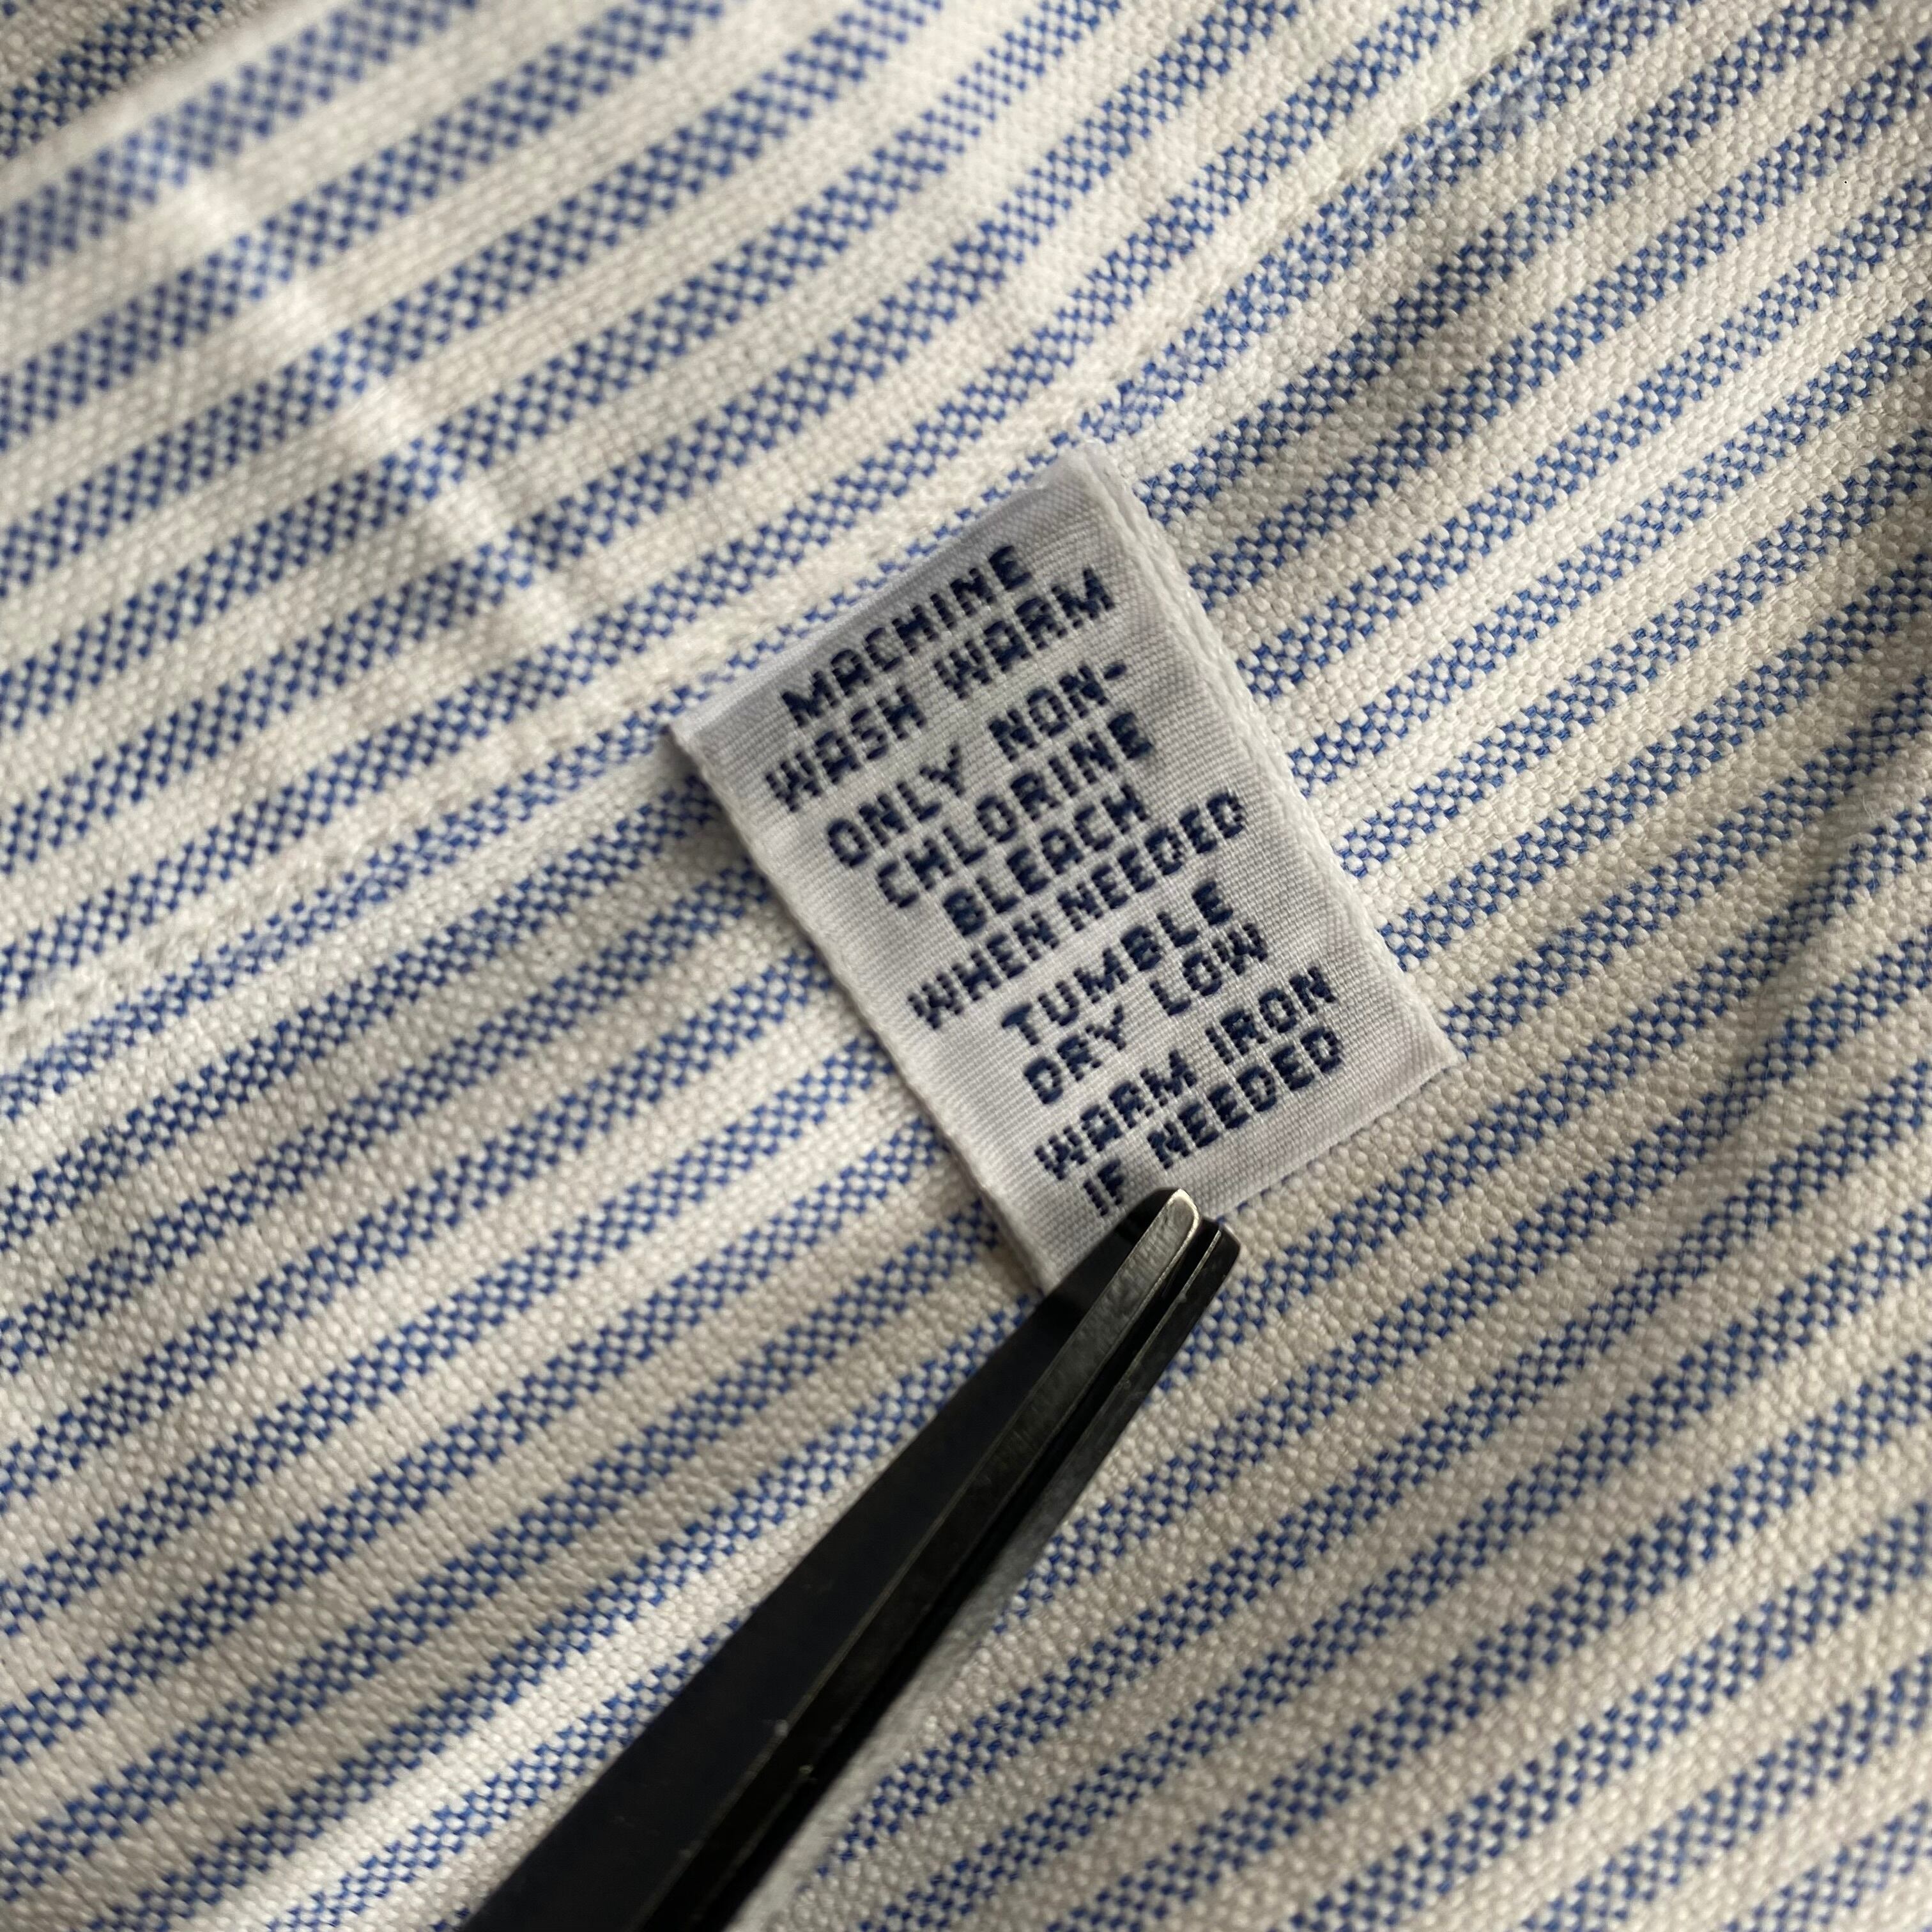 MACHINE
WASH WARM
ONLY NON-
CHLORINE
BLEACH
WHEN NEEDED
TUMBLE
DRY LOW
WARM IRON
IF NEEDED